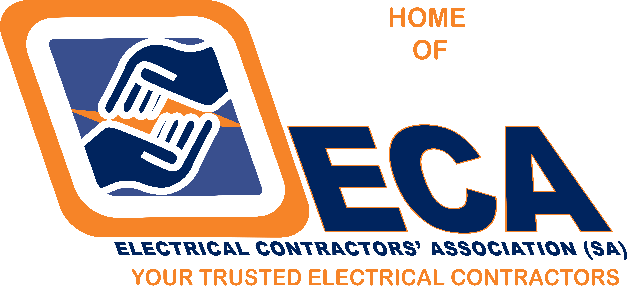 HOME
OF
ECA
ELECTRICAL CONTRACTORS' ASSOCIATION (SA)
YOUR TRUSTED ELECTRICAL CONTRACTORS